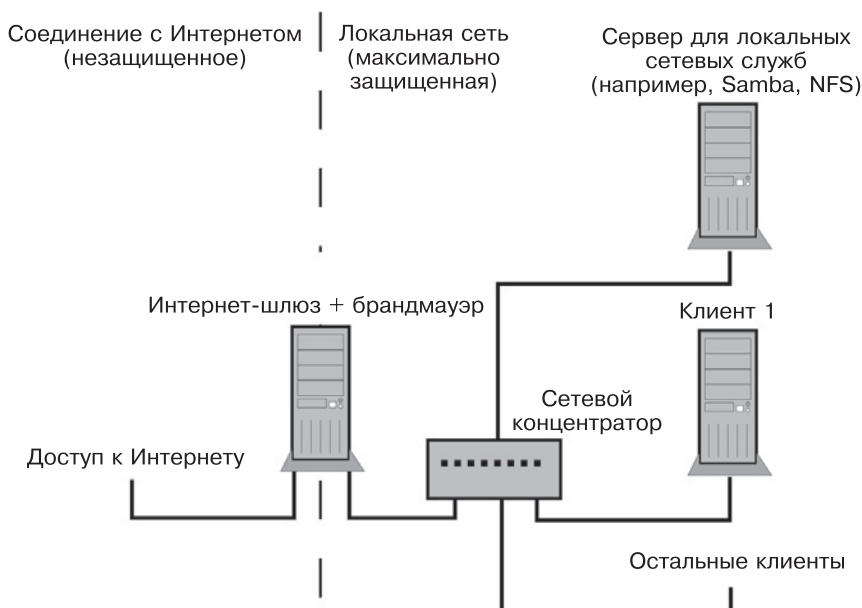 Соединение с Интернетом
(незащищенное)
Локальная сеть
(максимально
защищенная)
Сервер для локальных
сетевых служб
(например, Samba, NFS)
Интернет-шлюз + брандмауэр
Клиент 1
Сетевой
концентратор
Доступ к Интернету
Остальные клиенты